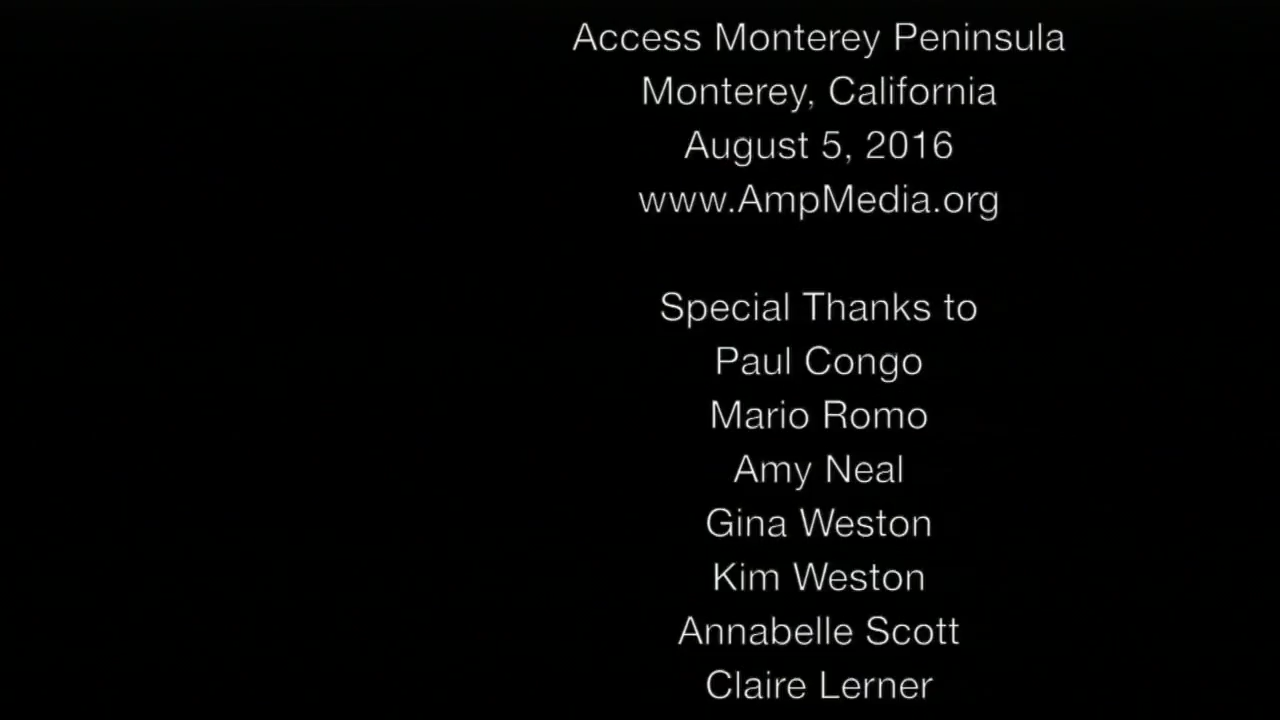 Access Monterey Peninsula
Monterey, California
August 5, 2016
www.AmpMedia.org
Special Thanks to
Paul Congo
Mario Romo
Amy Neal
Gina Weston
Kim Weston
Annabelle Scott
Claire Lerner